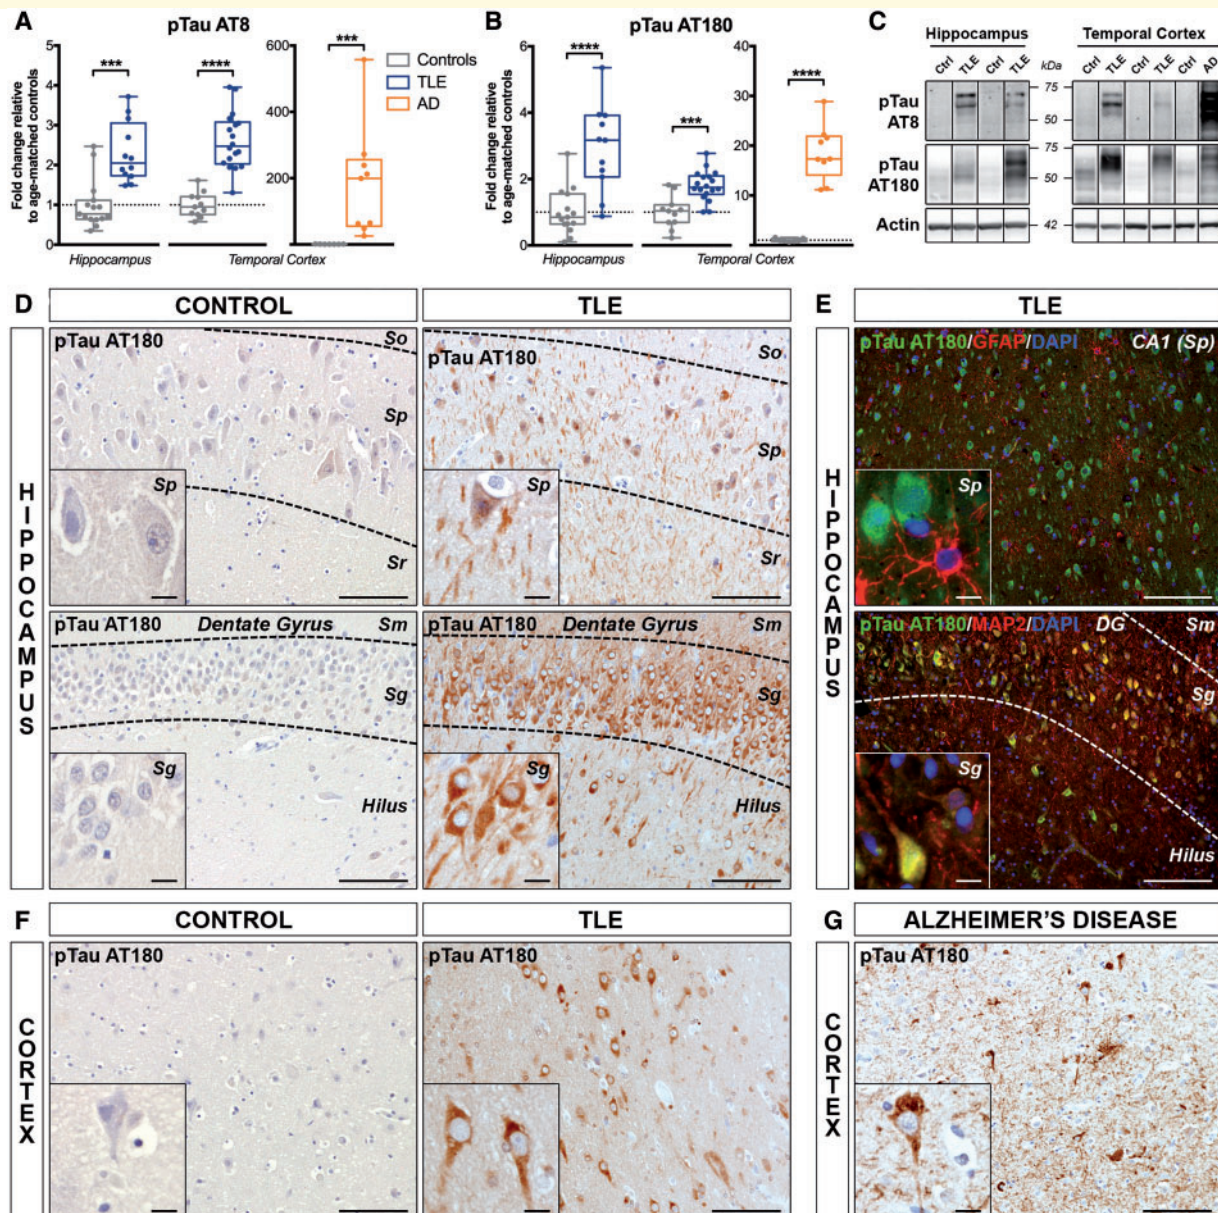 A
pTau AT8
Fold change relative
to age-matched controls
5
4
3
2
1
0
***
****
Hippocampus
600
400
200
***
Temporal Cortex
Controls
TLE
AD
B
pTau AT180
Fold change relative
to age-matched controls
6
4
2
0
****
***
Hippocampus
40
30
20
10
****
Temporal Cortex
C
Hippocampus
Temporal Cortex
Ctrl TLE Ctrl TLE kDa Ctrl TLE Ctrl TLE Ctrl AD
pTau
AT8
75
50
75
pTau
AT180
75
50
75
50
Actin
42
D
CONTROL
TLE
HIPPOCAMPUS
pTau AT180
So
Sp
Sp
Sr
pTau AT180
So
Sp
Sp
Sr
pTau AT180
Dentate Gyrus
Sm
Sg
Sg
Hilus
pTau AT180
Dentate Gyrus
Sm
Sg
Sg
Hilus
E
TLE
HIPPOCAMPUS
pTau AT180/GFAP/DAPI
CA1 (Sp)
Sp
pTau AT180/MAP2/DAPI
DG
Sm
Sg
Sg
Hilus
F
CONTROL
TLE
CORTEX
pTau AT180
pTau AT180
G
ALZHEIMER'S DISEASE
CORTEX
pTau AT180